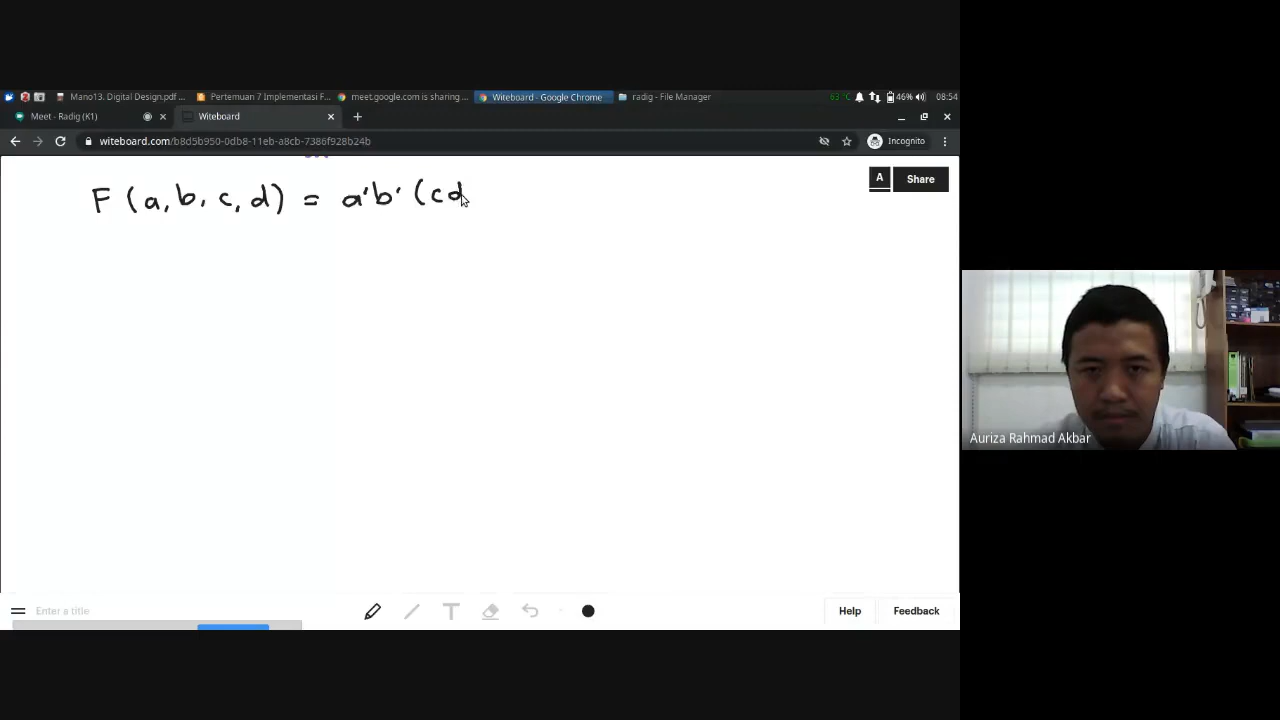 Mano13. Digital Design.pdf ...
Pertemuan 7 Implementasi F...
meet.google.com is sharing ...
Witeboard - Google Chrome
radig - File Manager
63 °C
46%
08:54
Meet - Radig (K1)
Witeboard
witeboard.com/b8d5b950-0db8-11eb-a8cb-7386f928b24b
Incognito
F (a, b, c, d) = a'b' (cd
A
Share
Auriza Rahmad Akbar
Enter a title
T
Help
Feedback